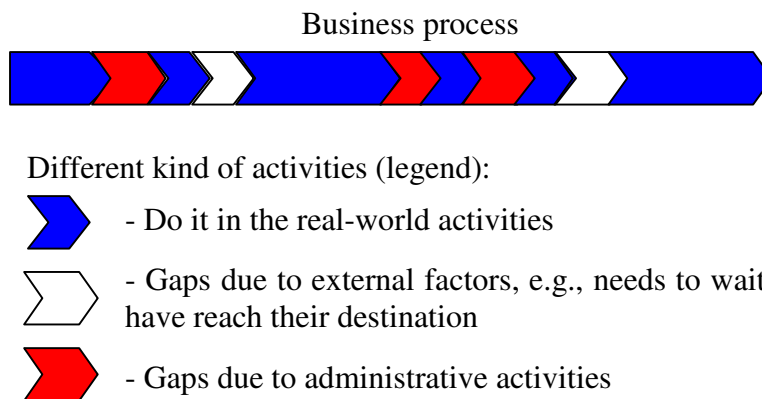 Business process
Different kind of activities (legend):
- Do it in the real-world activities
- Gaps due to external factors, e.g., needs to wait
have reach their destination
- Gaps due to administrative activities